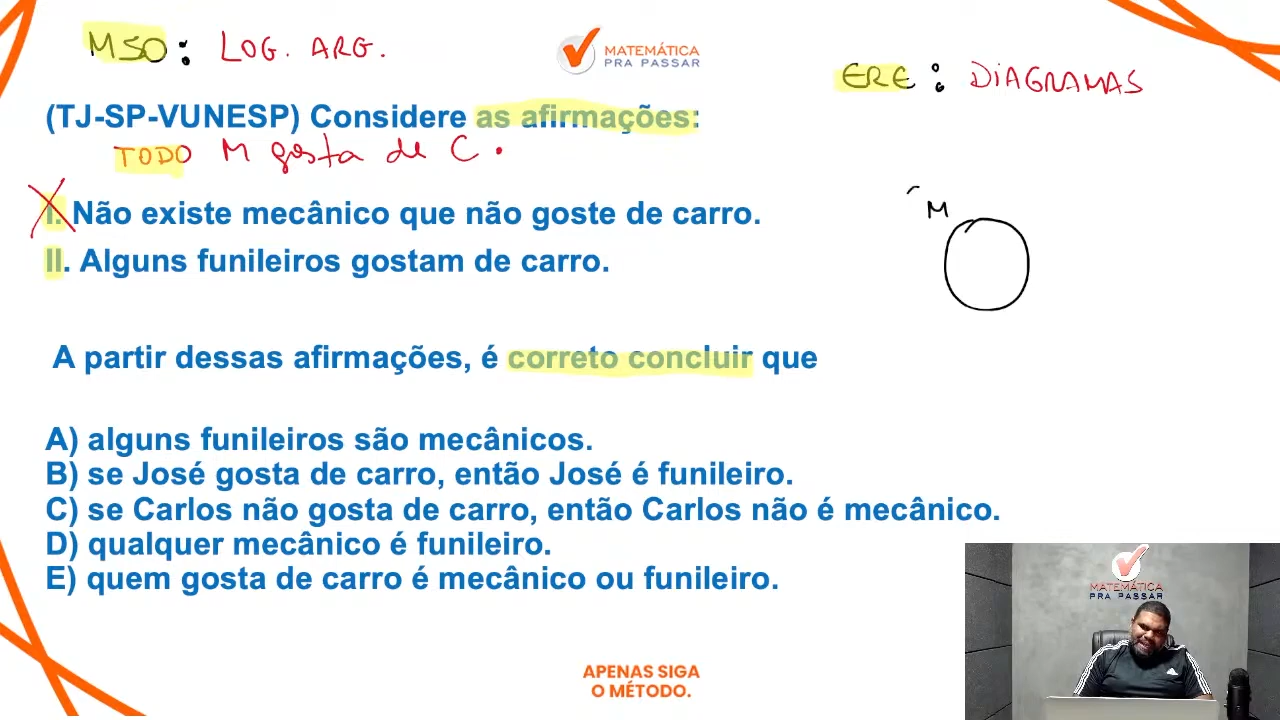 MSO: LOG. ARG.
MATEMÁTICA
PRA PASSAR
ERE: DIAGRAMAS
(TJ-SP-VUNESP) Considere as afirmações:
TODO M gosta de C.
I. Não existe mecânico que não goste de carro.
M
II. Alguns funileiros gostam de carro.
A partir dessas afirmações, é correto concluir que
A) alguns funileiros são mecânicos.
B) se José gosta de carro, então José é funileiro.
C) se Carlos não gosta de carro, então Carlos não é mecânico.
D) qualquer mecânico é funileiro.
E) quem gosta de carro é mecânico ou funileiro.
MATEMÁTICA
PRA PASSAR
APENAS SIGA
O MÉTODO.